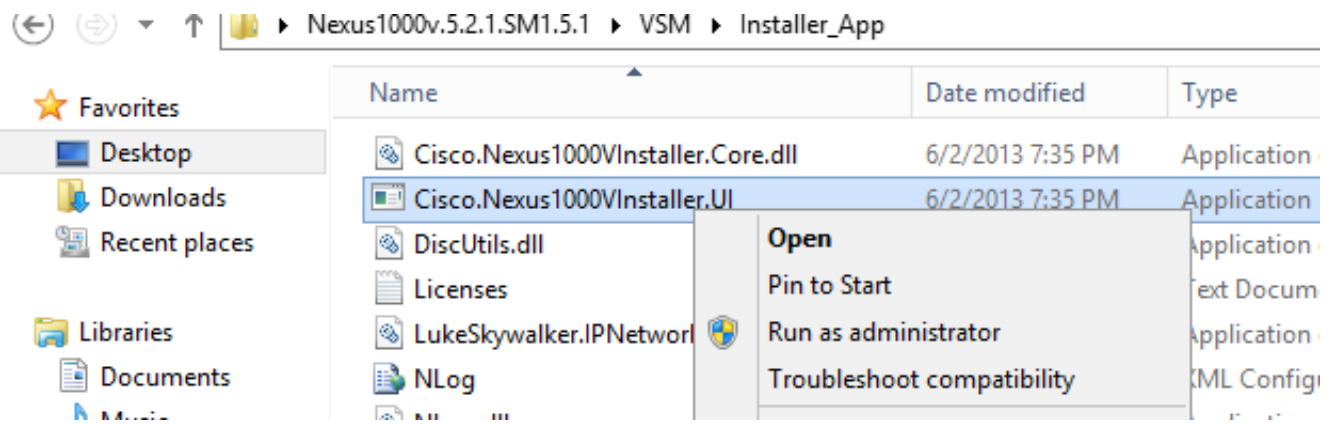 Nexus1000v.5.2.1.SM1.5.1 VSM Installer_App
Name Date modified Type
Favorites
Desktop
Downloads
Recent places
Libraries
Documents
Cisco.Nexus1000VInstaller.Core.dll 6/2/2013 7:35 PM Application
Cisco.Nexus1000VInstaller.UI 6/2/2013 7:35 PM Application
DiscUtils.dll Application
Licenses Text Docum
LukeSkywalker.IPNetwork Application
NLog XML Config
Open
Pin to Start
Run as administrator
Troubleshoot compatibility